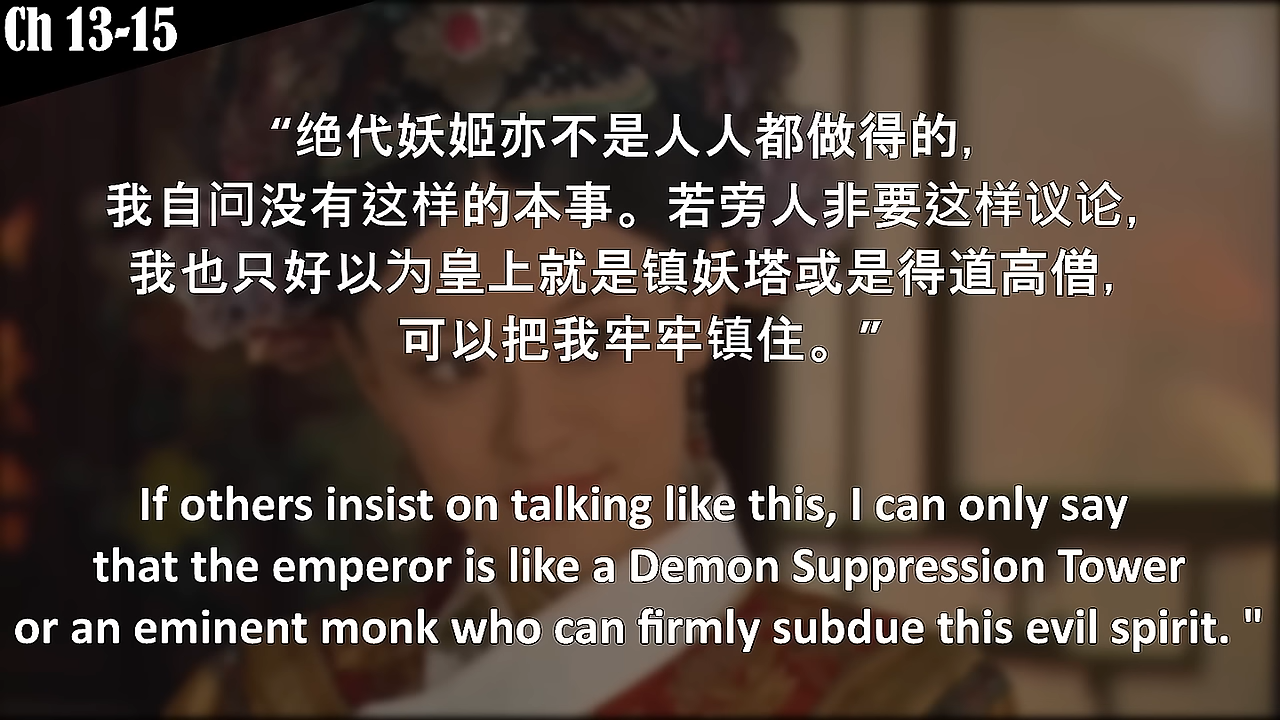 Ch 13-15
“绝代妖姬亦不是人人都做得的,
我自问没有这样的本事。若旁人非要这样议论,
我也只好以为皇上就是镇妖塔或是得道高僧,
可以把我牢牢镇住。”
If others insist on talking like this, I can only say
that the emperor is like a Demon Suppression Tower
or an eminent monk who can firmly subdue this evil spirit. "